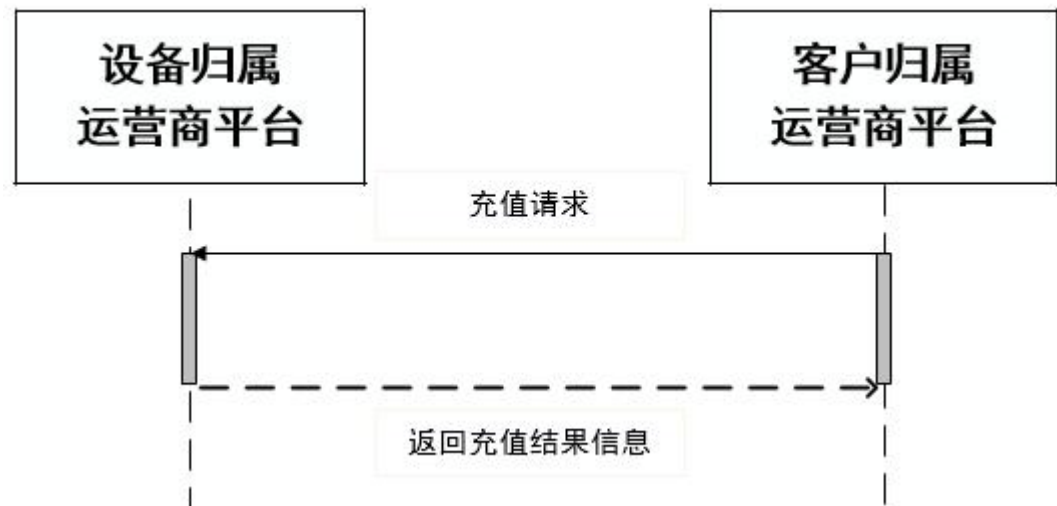 设备归属
运营商平台
客户归属
运营商平台
充值请求
返回充值结果信息